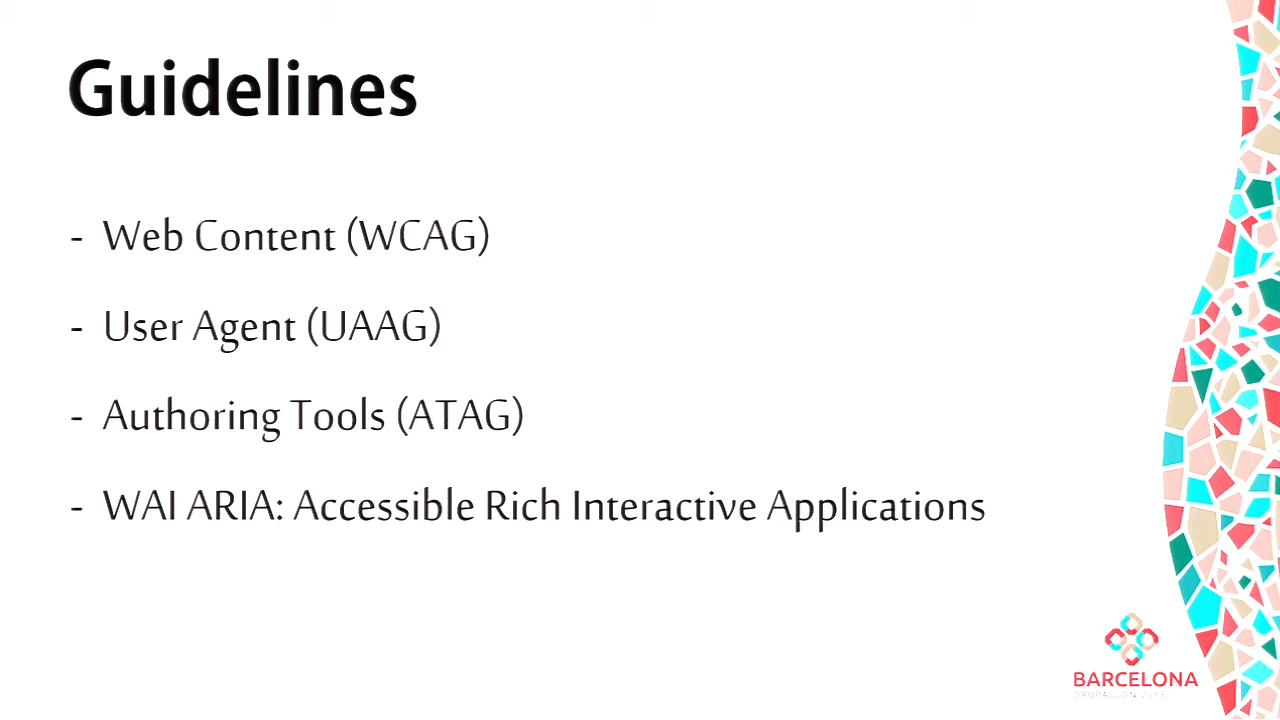 Guidelines
- Web Content (WCAG)
- User Agent (UAAG)
- Authoring Tools (ATAG)
- WAI ARIA: Accessible Rich Interactive Applications
BARCELONA